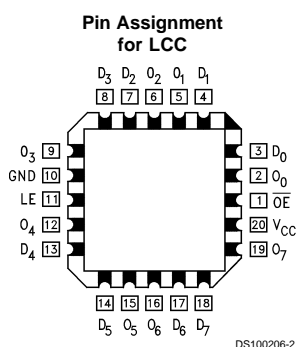 Pin Assignment
for LCC
D3 D2 O2 O1 D1
8 7 6 5 4
O3 9 3 D0
GND 10 2 O0
LE 11 1 O̅E̅
O4 12 20 VCC
D4 13 19 O7
14 15 16 17 18
D5 O5 O6 D6 D7
DS100206-2